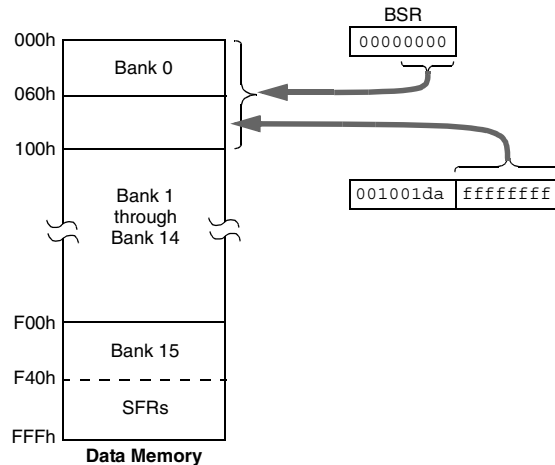 BSR
000h
00000000
Bank 0
060h
100h
001001da ffffffff
Bank 1
through
Bank 14
F00h
Bank 15
F40h
SFRs
FFFh
Data Memory